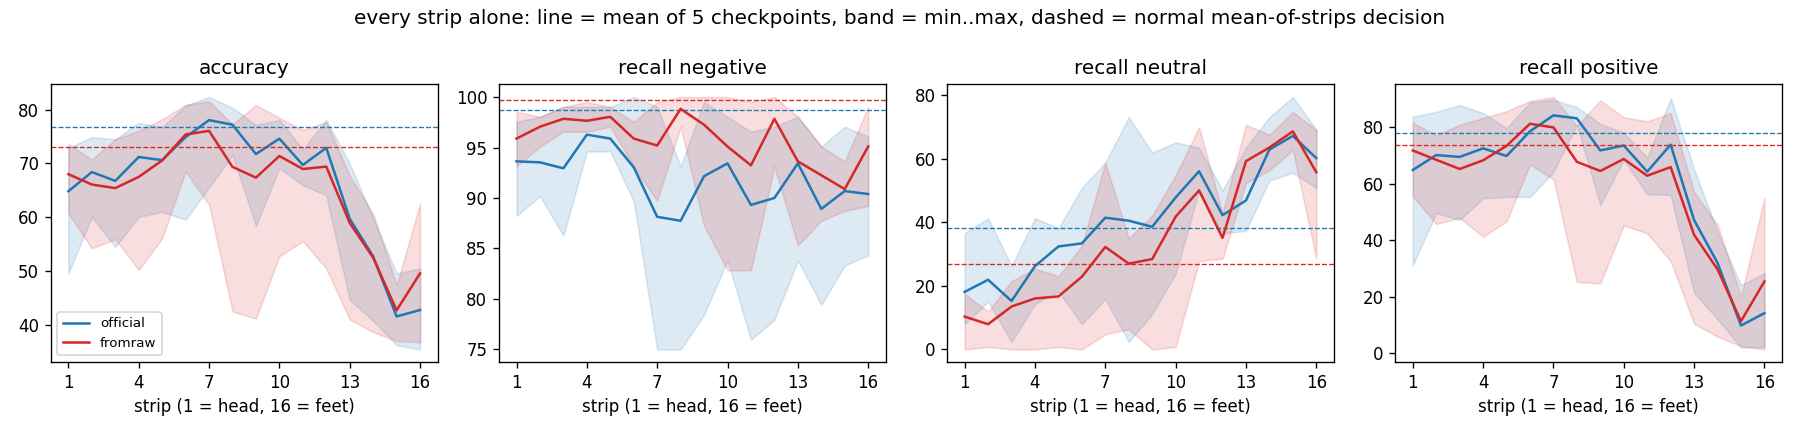 every strip alone: line = mean of 5 checkpoints, band = min..max, dashed = normal mean-of-strips decision
accuracy
80
70
60
50
40
official
fromraw
1 4 7 10 13 16
strip (1 = head, 16 = feet)
recall negative
100
95
90
85
80
75
1 4 7 10 13 16
strip (1 = head, 16 = feet)
recall neutral
80
60
40
20
0
1 4 7 10 13 16
strip (1 = head, 16 = feet)
recall positive
80
60
40
20
0
1 4 7 10 13 16
strip (1 = head, 16 = feet)